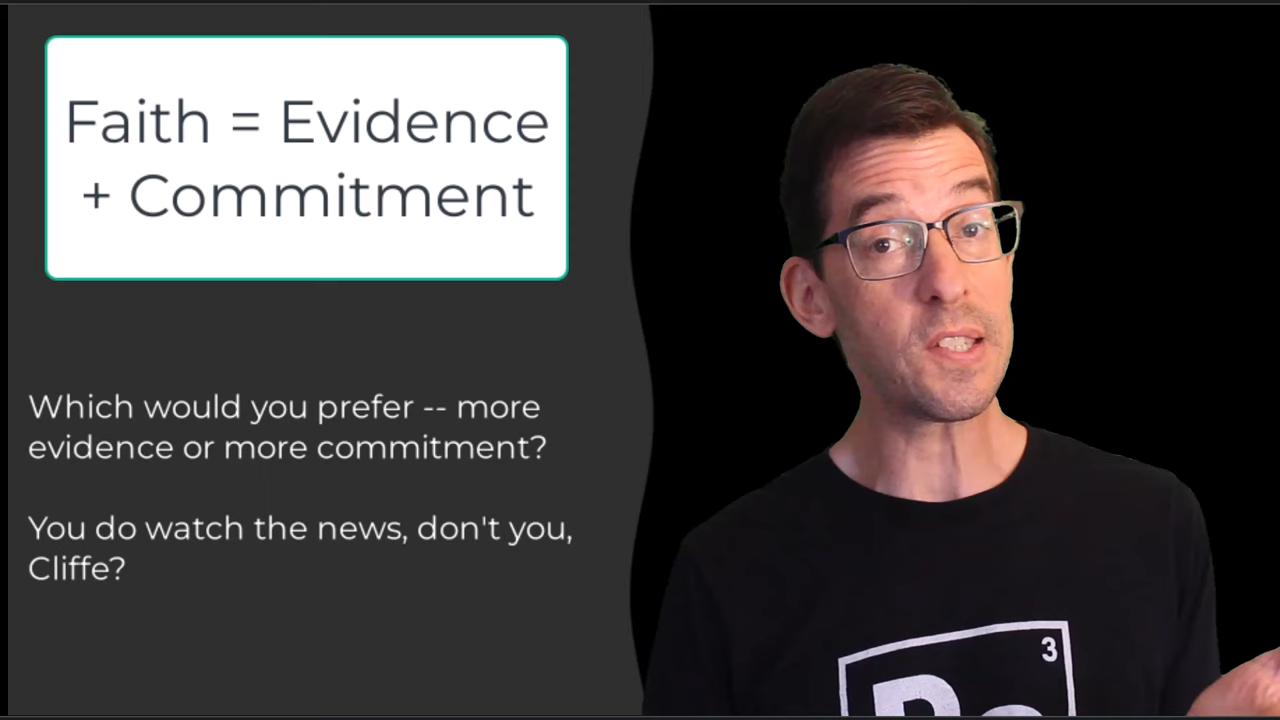 Faith = Evidence
+ Commitment
Which would you prefer -- more
evidence or more commitment?
You do watch the news, don't you,
Cliffe?
3